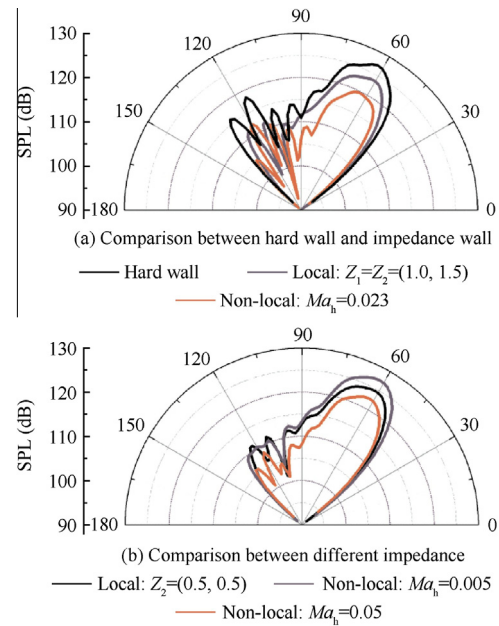 90
130
120
60
120
SPL (dB)
150
30
110
100
90
180
0
(a) Comparison between hard wall and impedance wall
Hard wall
Local: Z₁=Z₂=(1.0, 1.5)
Non-local: Maₕ=0.023
90
130
120
60
120
SPL (dB)
150
30
110
100
90
180
0
(b) Comparison between different impedance
Local: Z₂=(0.5, 0.5)
Non-local: Maₕ=0.005
Non-local: Maₕ=0.05